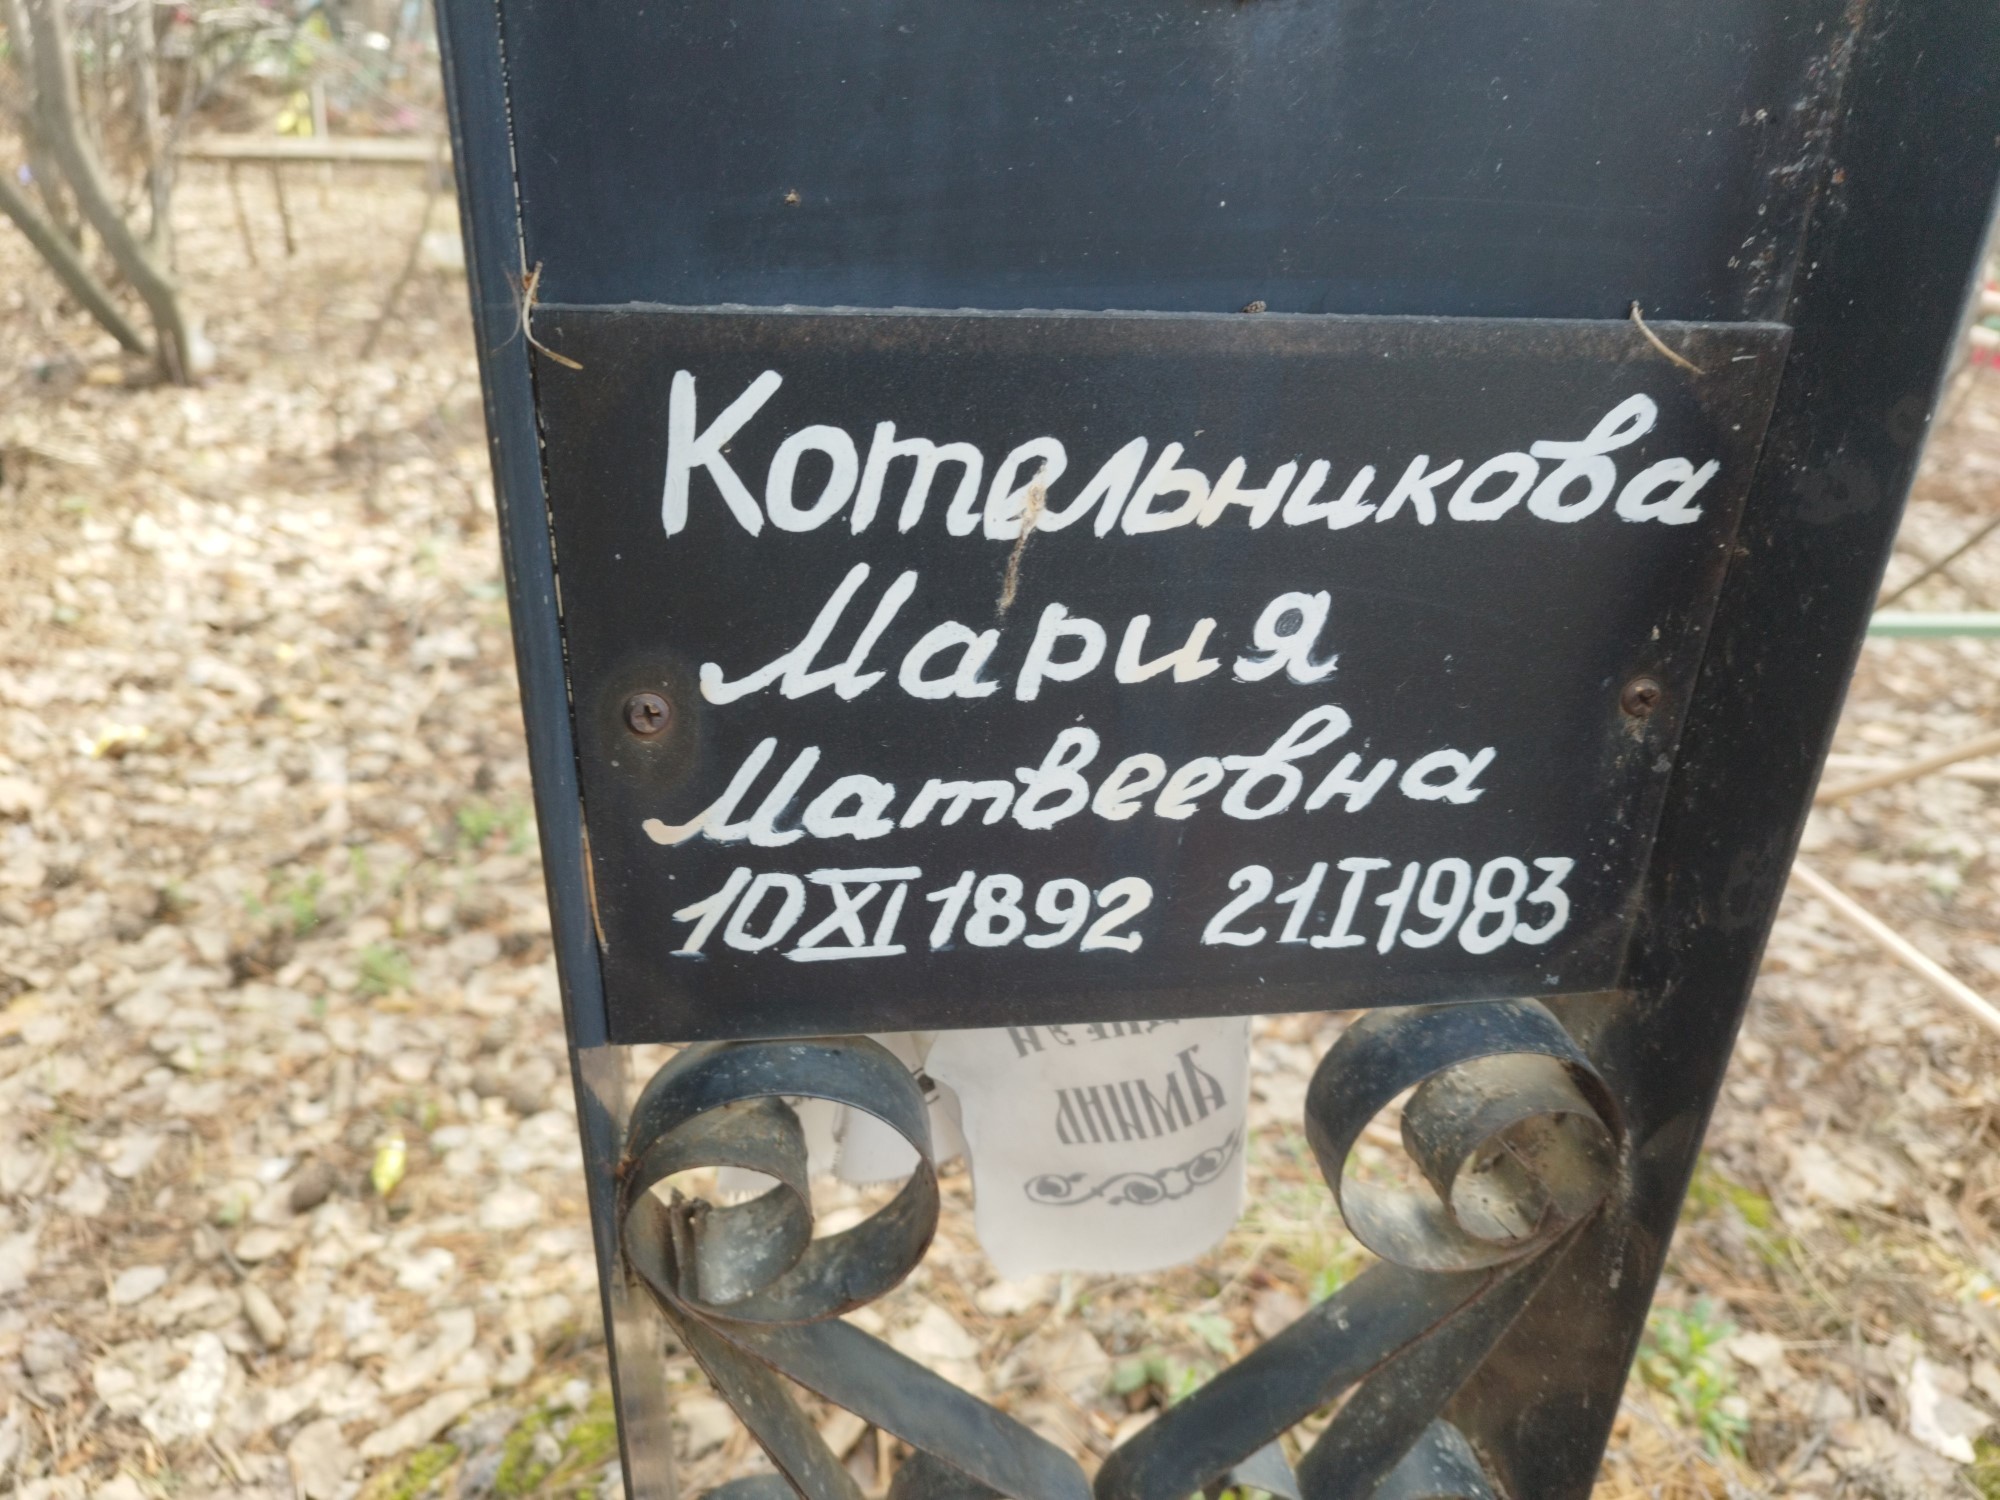 Котельникова
Мария
Матвеевна
10 XI 1892 21 I 1983